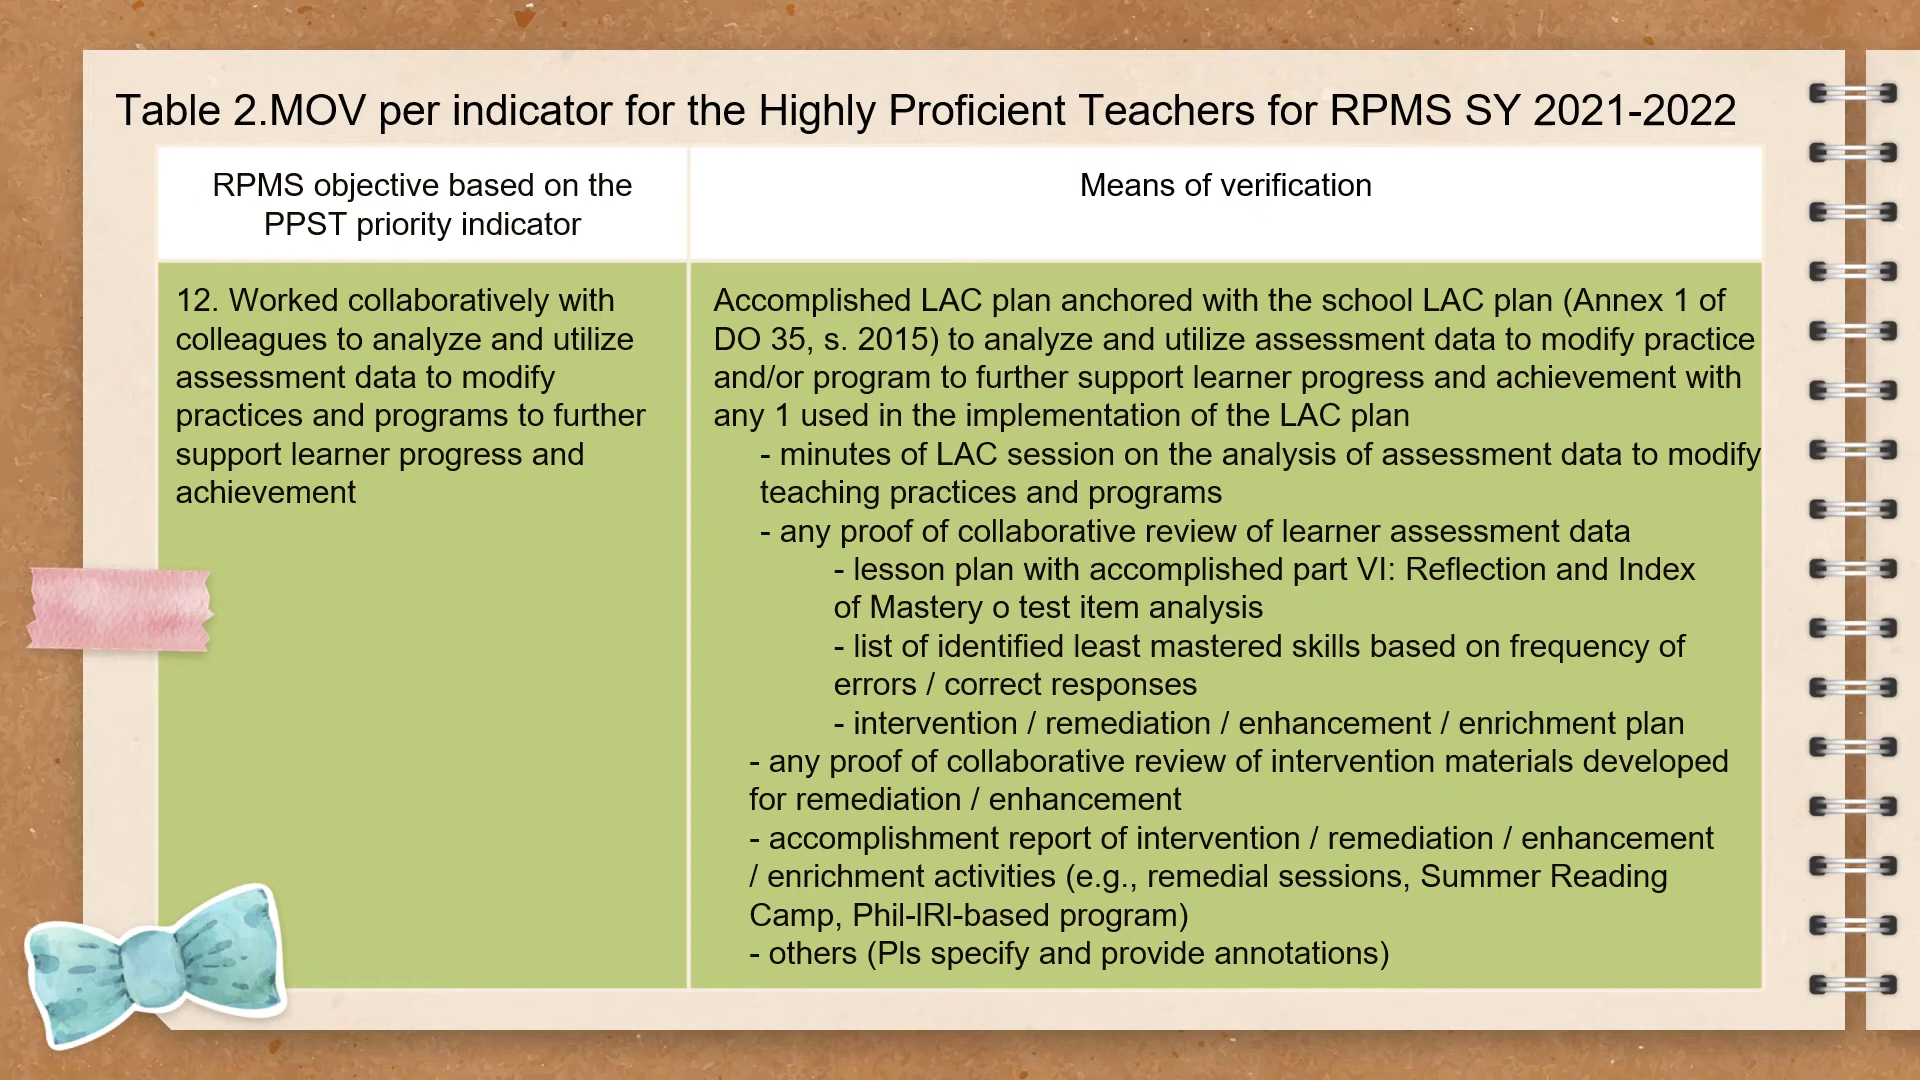 Table 2.MOV per indicator for the Highly Proficient Teachers for RPMS SY 2021-2022
RPMS objective based on the
PPST priority indicator
Means of verification
12. Worked collaboratively with
colleagues to analyze and utilize
assessment data to modify
practices and programs to further
support learner progress and
achievement
Accomplished LAC plan anchored with the school LAC plan (Annex 1 of
DO 35, s. 2015) to analyze and utilize assessment data to modify practice
and/or program to further support learner progress and achievement with
any 1 used in the implementation of the LAC plan
- minutes of LAC session on the analysis of assessment data to modify
teaching practices and programs
- any proof of collaborative review of learner assessment data
- lesson plan with accomplished part VI: Reflection and Index
of Mastery o test item analysis
- list of identified least mastered skills based on frequency of
errors / correct responses
- intervention / remediation / enhancement / enrichment plan
- any proof of collaborative review of intervention materials developed
for remediation / enhancement
- accomplishment report of intervention / remediation / enhancement
/ enrichment activities (e.g., remedial sessions, Summer Reading
Camp, Phil-lRl-based program)
- others (Pls specify and provide annotations)